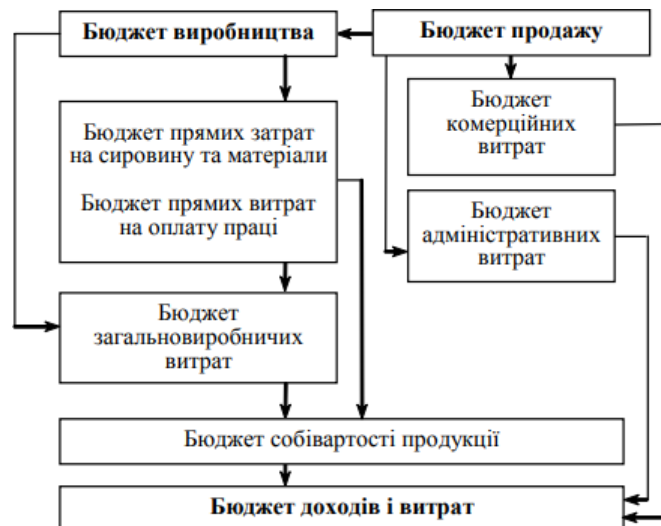 Бюджет виробництва
Бюджет продажу
Бюджет
комерційних
витрат
Бюджет прямих затрат
на сировину та матеріали
Бюджет прямих витрат
на оплату праці
Бюджет
адміністративних
витрат
Бюджет
загальновиробничих
витрат
Бюджет собівартості продукції
Бюджет доходів і витрат